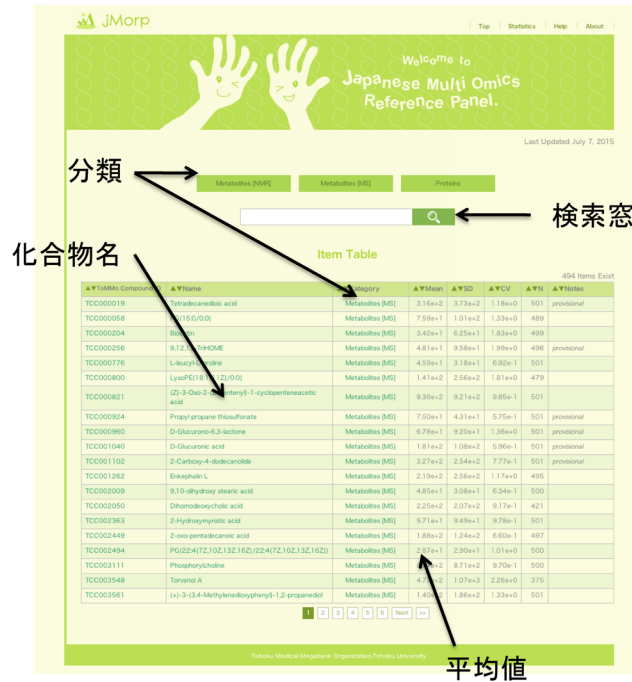 jMorp
Top Statistics Help About
Welcome to
Japanese Multi Omics
Reference Panel.
Last Updated July 7, 2015
分類
Metabolites [NMR] Metabolites [MS] Proteins
検索窓
化合物名
Item Table
494 Items Exist
▲▼ToMMo Compound ▲▼Name Category ▲▼Mean ▲▼SD ▲▼CV ▲▼N ▲▼Notes
TCC000019 Tetradecanedioic acid Metabolites [MS] 3.16e+2 3.73e+2 1.18e+0 501 provisional
TCC000058 Metabolites [MS] 7.59e+1 1.01e+2 1.33e+0 489
TCC000204 Metabolites [MS] 3.42e+1 6.25e+1 1.83e+0 499
TCC000256 Metabolites [MS] 4.81e+1 9.58e+1 1.99e+0 496 provisional
TCC000776 Metabolites [MS] 4.59e+1 3.18e+1 6.92e-1 501
TCC000800 Metabolites [MS] 1.41e+2 2.56e+2 1.81e+0 479
TCC000821 (Z)-3-Oxo-2- -1-cyclopenteneacetic
acid Metabolites [MS] 9.36e+2 9.21e+2 9.85e-1 501
TCC000924 Propyl propane thiosulfonate Metabolites [MS] 7.50e+1 4.31e+1 5.75e-1 501 provisional
TCC000960 D-Glucurono-6,3-lactone Metabolites [MS] 6.78e+1 9.20e+1 1.36e+0 501 provisional
TCC001040 D-Glucuronic acid Metabolites [MS] 1.81e+2 1.08e+2 5.96e-1 501 provisional
TCC001102 2-Carboxy-4-dodecanolide Metabolites [MS] 3.27e+2 2.54e+2 7.77e-1 501 provisional
TCC001262 Enkephalin L Metabolites [MS] 2.19e+2 2.56e+2 1.17e+0 495
TCC002009 9,10-dihydroxy stearic acid Metabolites [MS] 4.85e+1 3.08e+1 6.34e-1 500
TCC002050 Dihomodeoxycholic acid Metabolites [MS] 2.25e+2 2.07e+2 9.17e-1 421
TCC002363 2-Hydroxymyristic acid Metabolites [MS] 9.71e+1 9.49e+1 9.78e-1 501
TCC002449 2-oxo-pentadecanoic acid Metabolites [MS] 1.88e+2 1.24e+2 6.60e-1 497
TCC002494 PG(22:4(7Z,10Z,13Z,16Z)/22:4(7Z,10Z,13Z,16Z)) Metabolites [MS] 2.87e+1 2.90e+1 1.01e+0 500
TCC003111 Phosphorylcholine Metabolites [MS] 8.71e+2 9.70e-1 500
TCC003548 Torvanol A Metabolites [MS] 1.07e+3 2.26e+0 375
TCC003561 (+)-3-(3,4-Methylenedioxyphenyl)-1,2-propanediol Metabolites [MS] 1.40e+2 1.86e+2 1.33e+0 501
1 2 3 4 5 6 Next >>
Tohoku Medical Megabank Organization,Tohoku University
平均値